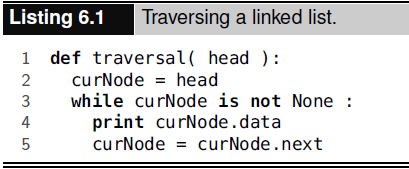 Listing 6.1 Traversing a linked list.
1 def traversal( head ):
2   curNode = head
3   while curNode is not None :
4     print curNode.data
5     curNode = curNode.next